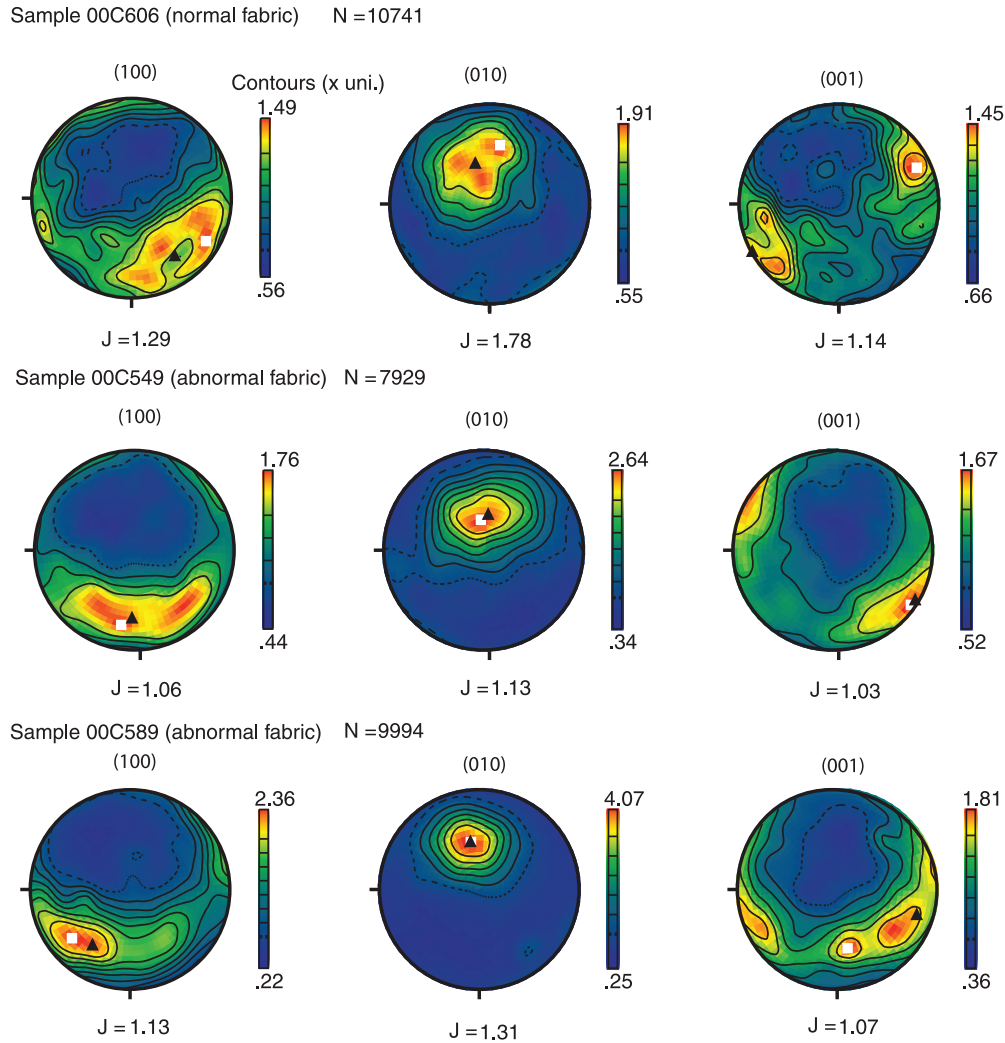 Sample 00C606 (normal fabric) N =10741
(100) (010) (001)
Contours (x uni.)
1.49 1.91 1.45
.56 .55 .66
J =1.29 J =1.78 J =1.14
Sample 00C549 (abnormal fabric) N =7929
(100) (010) (001)
1.76 2.64 1.67
.44 .34 .52
J =1.06 J =1.13 J =1.03
Sample 00C589 (abnormal fabric) N =9994
(100) (010) (001)
2.36 4.07 1.81
.22 .25 .36
J =1.13 J =1.31 J =1.07